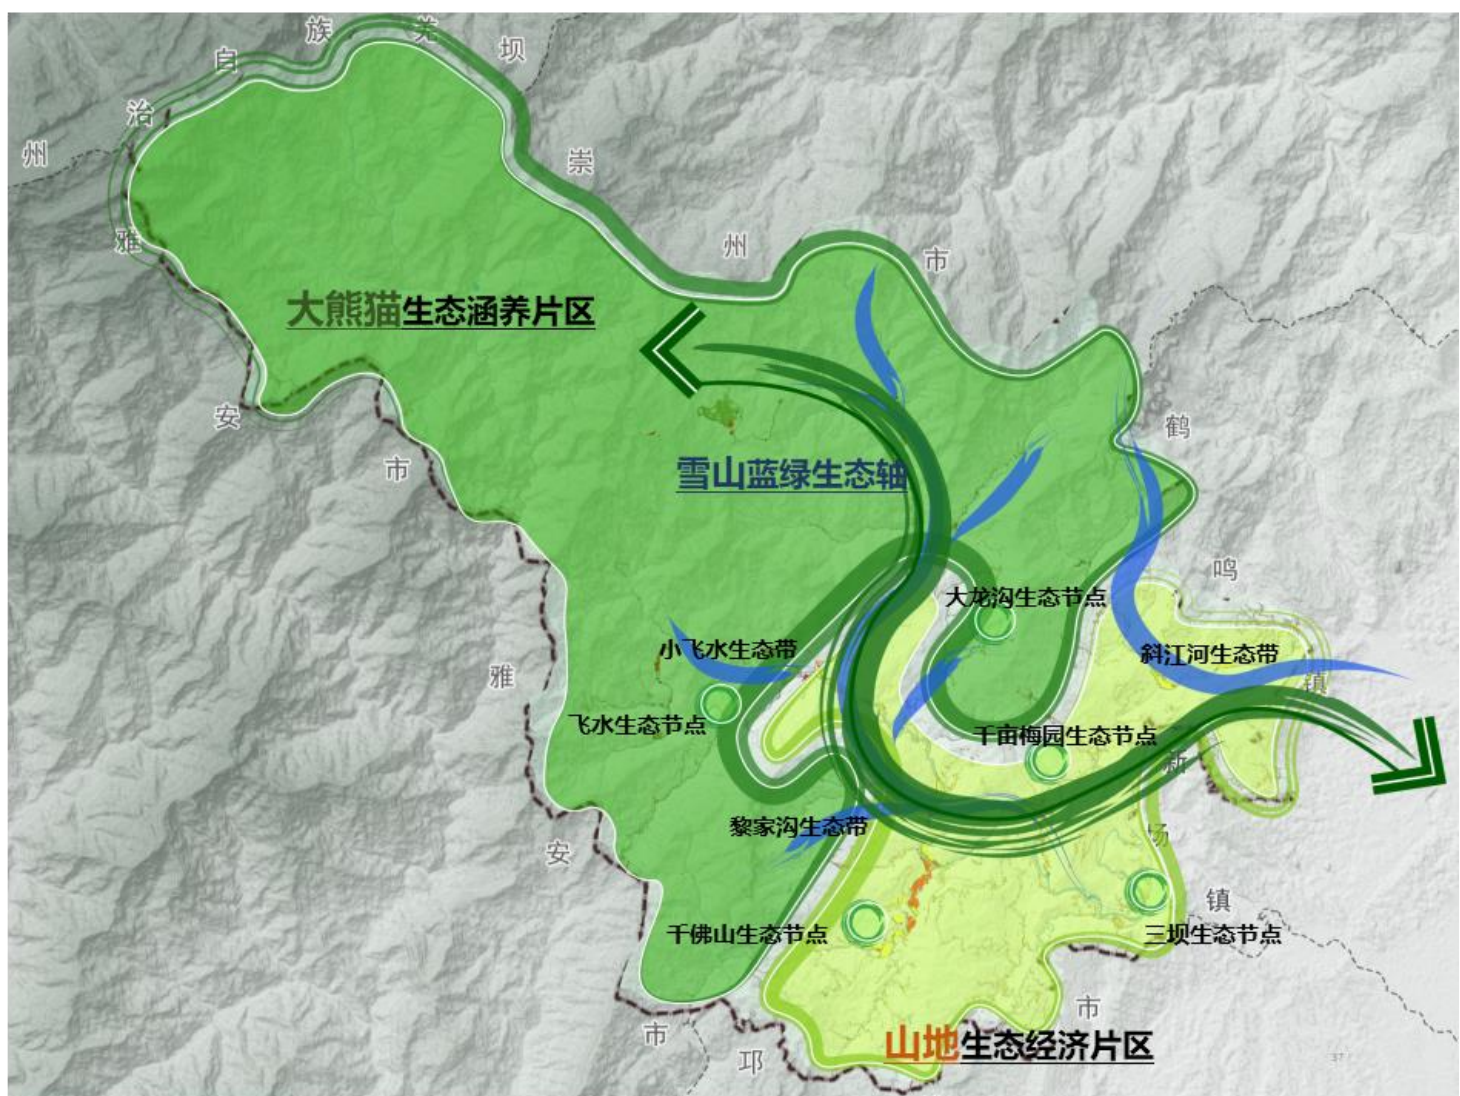 族
羌
自
坝
治
州
崇
雅
州
市
大熊猫生态涵养片区
安
鹤
市
雪山蓝绿生态轴
鸣
大龙沟生态节点
小飞水生态带
斜江河生态带
雅
镇
飞水生态节点
千亩梅园生态节点
新
黎家沟生态带
场
安
镇
千佛山生态节点
三坝生态节点
市
市
山地生态经济片区
邛
37